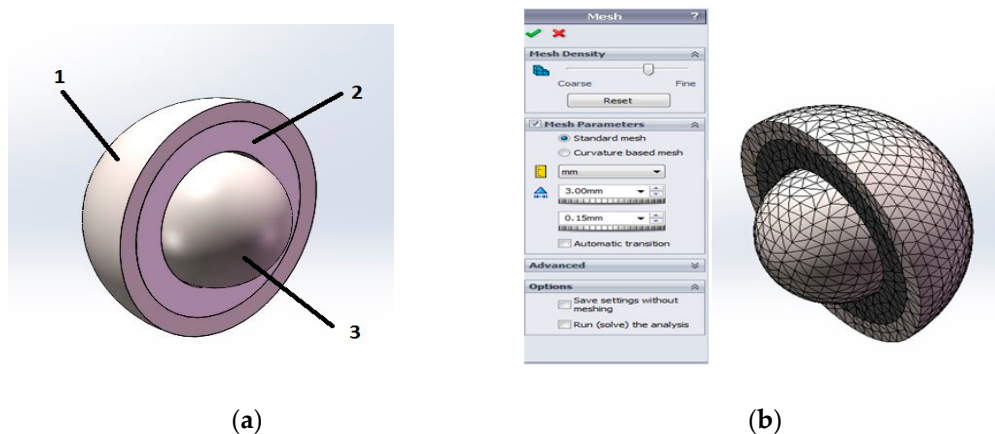 1
2
3
Mesh ?
Mesh Density
Coarse Fine
Reset
Mesh Parameters
Standard mesh
Curvature based mesh
mm
3.00mm
0.15mm
Automatic transition
Advanced
Options
Save settings without
meshing
Run (solve) the analysis
(a) (b)